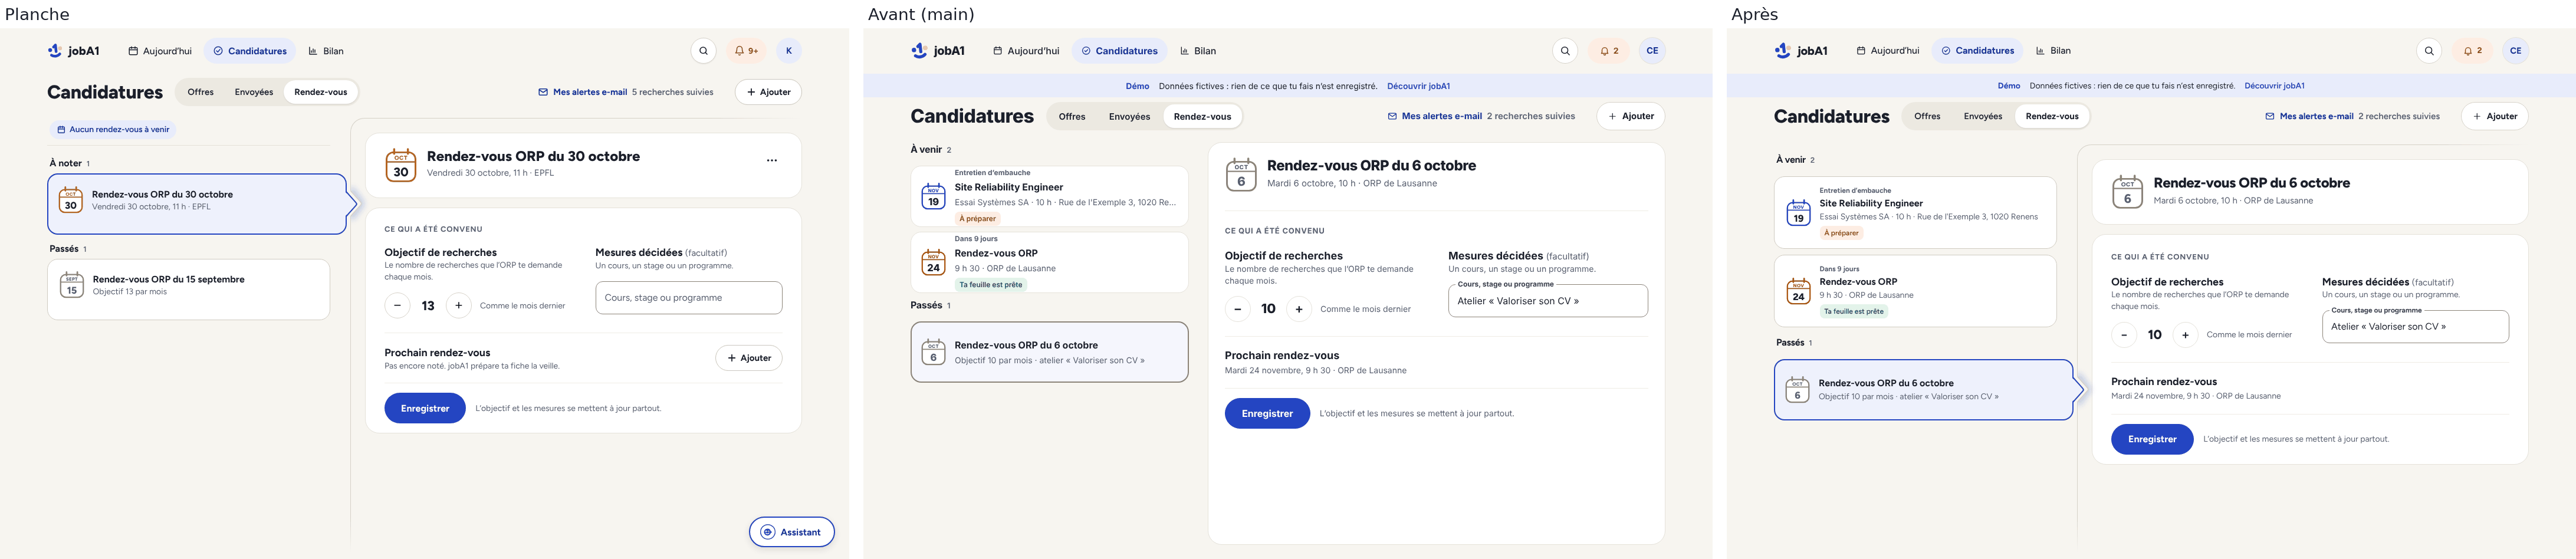 Planche
jobA1 Aujourd'hui Candidatures Bilan 9+ K
Candidatures Offres Envoyées Rendez-vous Mes alertes e-mail 5 recherches suivies + Ajouter
Aucun rendez-vous à venir
À noter 1
OCT 30
Rendez-vous ORP du 30 octobre
Vendredi 30 octobre, 11 h · EPFL
Passés 1
SEPT 15
Rendez-vous ORP du 15 septembre
Objectif 13 par mois
OCT 30
Rendez-vous ORP du 30 octobre
Vendredi 30 octobre, 11 h · EPFL
CE QUI A ÉTÉ CONVENU
Objectif de recherches
Le nombre de recherches que l'ORP te demande
chaque mois.
− 13 + Comme le mois dernier
Mesures décidées (facultatif)
Un cours, un stage ou un programme.
Cours, stage ou programme
Prochain rendez-vous
Pas encore noté. jobA1 prépare ta fiche la veille.
+ Ajouter
Enregistrer L'objectif et les mesures se mettent à jour partout.
Assistant
Avant (main)
jobA1 Aujourd'hui Candidatures Bilan 2 CE
Démo Données fictives : rien de ce que tu fais n'est enregistré. Découvrir jobA1
Candidatures Offres Envoyées Rendez-vous Mes alertes e-mail 2 recherches suivies + Ajouter
À venir 2
NOV 19
Entretien d'embauche
Site Reliability Engineer
Essai Systèmes SA · 10 h · Rue de l'Exemple 3, 1020 Re...
À préparer
NOV 24
Dans 9 jours
Rendez-vous ORP
9 h 30 · ORP de Lausanne
Ta feuille est prête
Passés 1
OCT 6
Rendez-vous ORP du 6 octobre
Objectif 10 par mois · atelier « Valoriser son CV »
OCT 6
Rendez-vous ORP du 6 octobre
Mardi 6 octobre, 10 h · ORP de Lausanne
CE QUI A ÉTÉ CONVENU
Objectif de recherches
Le nombre de recherches que l'ORP te demande
chaque mois.
− 10 + Comme le mois dernier
Mesures décidées (facultatif)
Un cours, un stage ou un programme.
Cours, stage ou programme
Atelier « Valoriser son CV »
Prochain rendez-vous
Mardi 24 novembre, 9 h 30 · ORP de Lausanne
Enregistrer L'objectif et les mesures se mettent à jour partout.
Après
jobA1 Aujourd'hui Candidatures Bilan 2 CE
Démo Données fictives : rien de ce que tu fais n'est enregistré. Découvrir jobA1
Candidatures Offres Envoyées Rendez-vous Mes alertes e-mail 2 recherches suivies + Ajouter
À venir 2
NOV 19
Entretien d'embauche
Site Reliability Engineer
Essai Systèmes SA · 10 h · Rue de l'Exemple 3, 1020 Renens
À préparer
NOV 24
Dans 9 jours
Rendez-vous ORP
9 h 30 · ORP de Lausanne
Ta feuille est prête
Passés 1
OCT 6
Rendez-vous ORP du 6 octobre
Objectif 10 par mois · atelier « Valoriser son CV »
OCT 6
Rendez-vous ORP du 6 octobre
Mardi 6 octobre, 10 h · ORP de Lausanne
CE QUI A ÉTÉ CONVENU
Objectif de recherches
Le nombre de recherches que l'ORP te demande
chaque mois.
− 10 + Comme le mois dernier
Mesures décidées (facultatif)
Un cours, un stage ou un programme.
Cours, stage ou programme
Atelier « Valoriser son CV »
Prochain rendez-vous
Mardi 24 novembre, 9 h 30 · ORP de Lausanne
Enregistrer L'objectif et les mesures se mettent à jour partout.